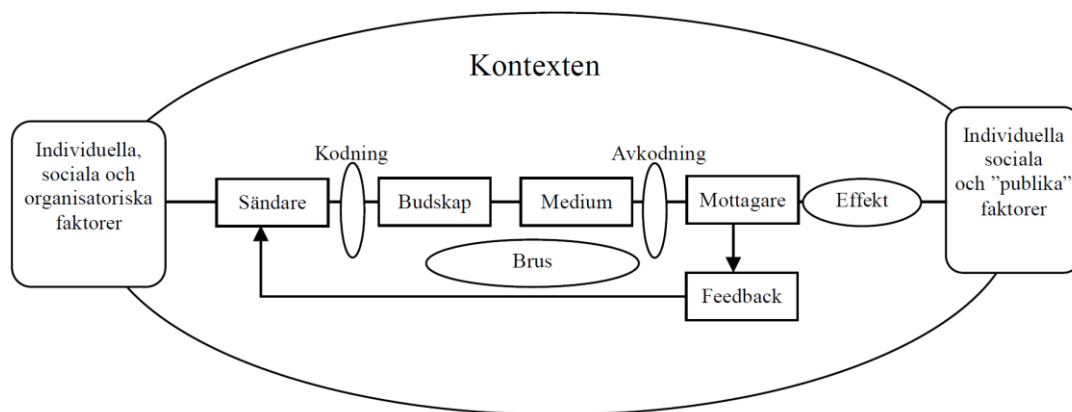 Kontexten
Individuella,
sociala och
organisatoriska
faktorer
Sändare
Kodning
Budskap
Medium
Avkodning
Mottagare
Effekt
Individuella
sociala
och ”publika”
faktorer
Brus
Feedback